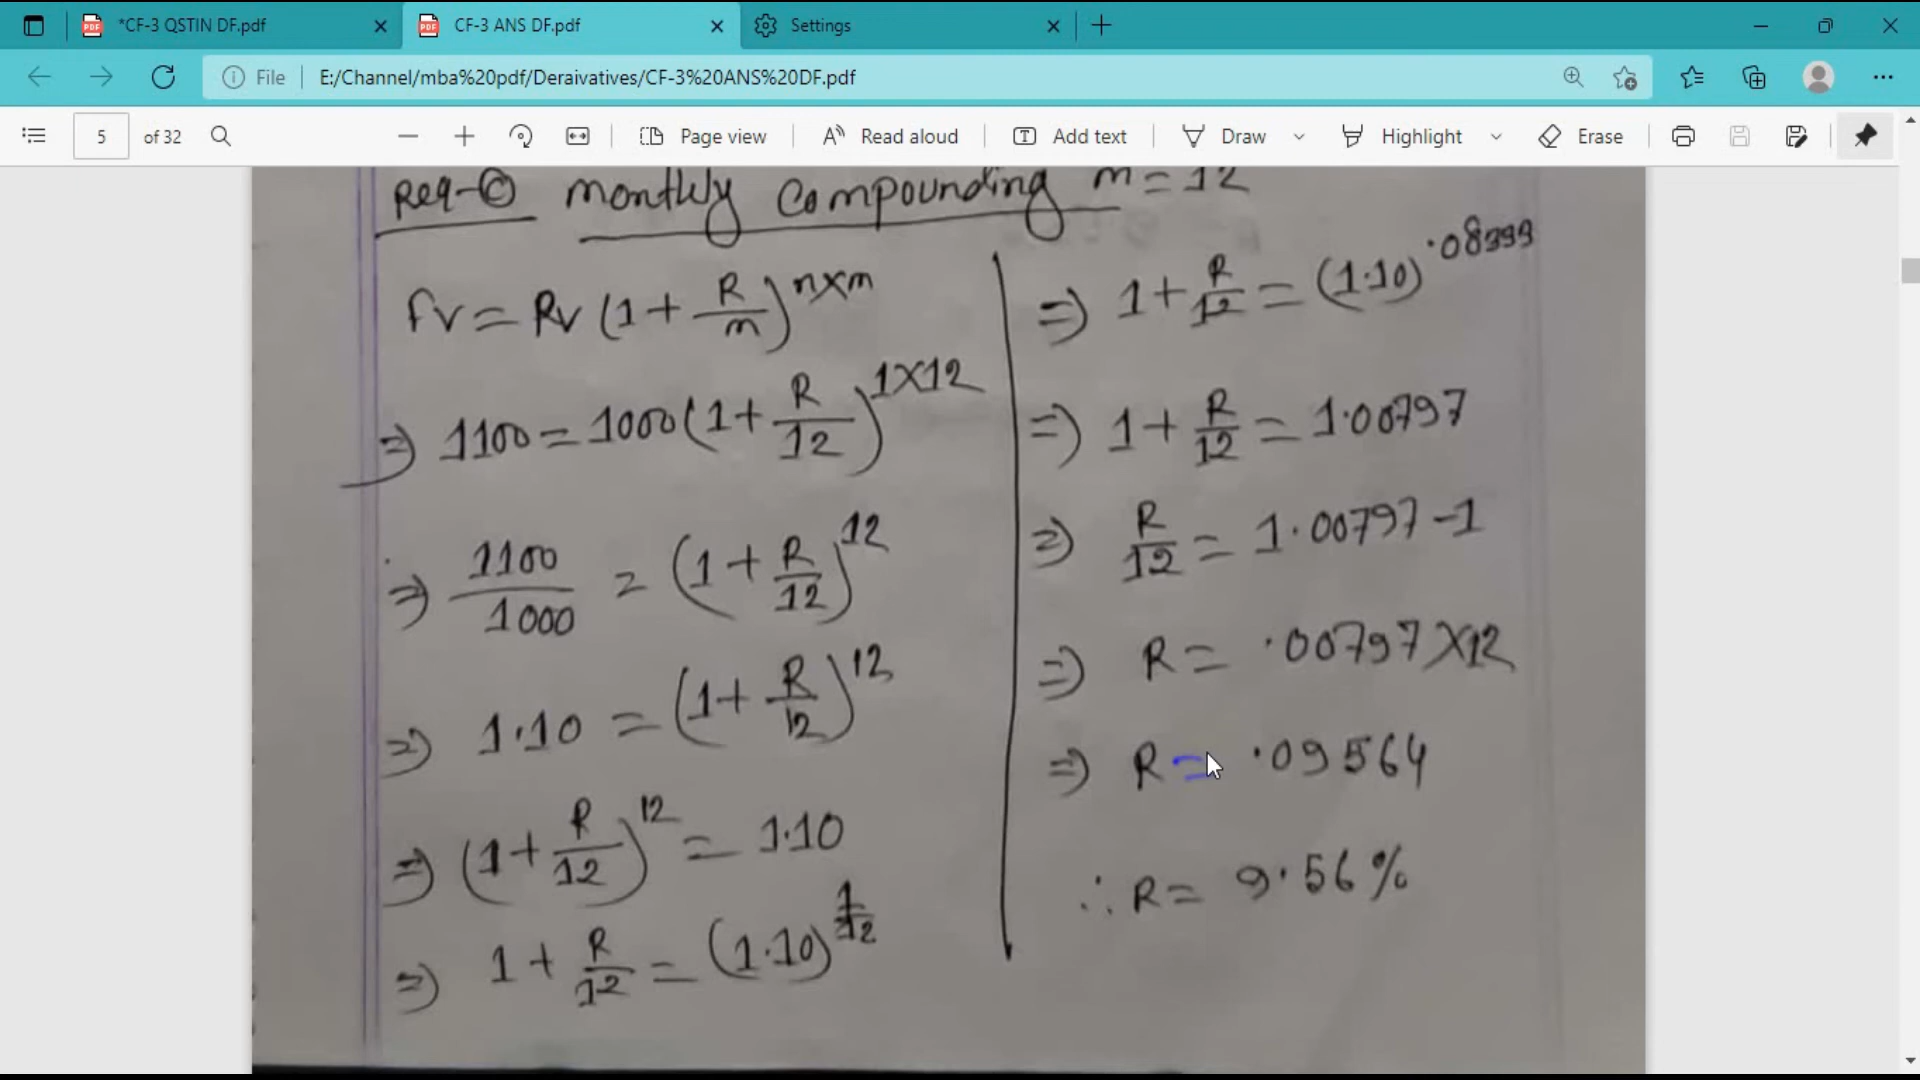 *CF-3 QSTIN DF.pdf
CF-3 ANS DF.pdf
Settings
File
E:/Channel/mba%20pdf/Deraivatives/CF-3%20ANS%20DF.pdf
5 of 32
Page view
Read aloud
Add text
Draw
Highlight
Erase
Req-C monthly compounding m=12
FV = PV (1+R/m)^n×m
=> 1100 = 1000(1+R/12)^1×12
=> 1100/1000 = (1+R/12)^12
=> 1.10 = (1+R/12)^12
=> (1+R/12)^12 = 1.10
=> 1+R/12 = (1.10)^1/12
=> 1+R/12 = (1.10)^.08333
=> 1+R/12 = 1.00797
=> R/12 = 1.00797-1
=> R = .00797×12
=> R = .09564
∴ R = 9.56%